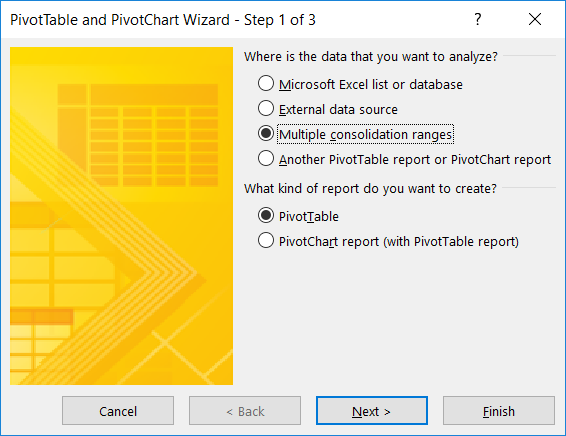 PivotTable and PivotChart Wizard - Step 1 of 3
?
Where is the data that you want to analyze?
Microsoft Excel list or database
External data source
Multiple consolidation ranges
Another PivotTable report or PivotChart report
What kind of report do you want to create?
PivotTable
PivotChart report (with PivotTable report)
Cancel
< Back
Next >
Finish